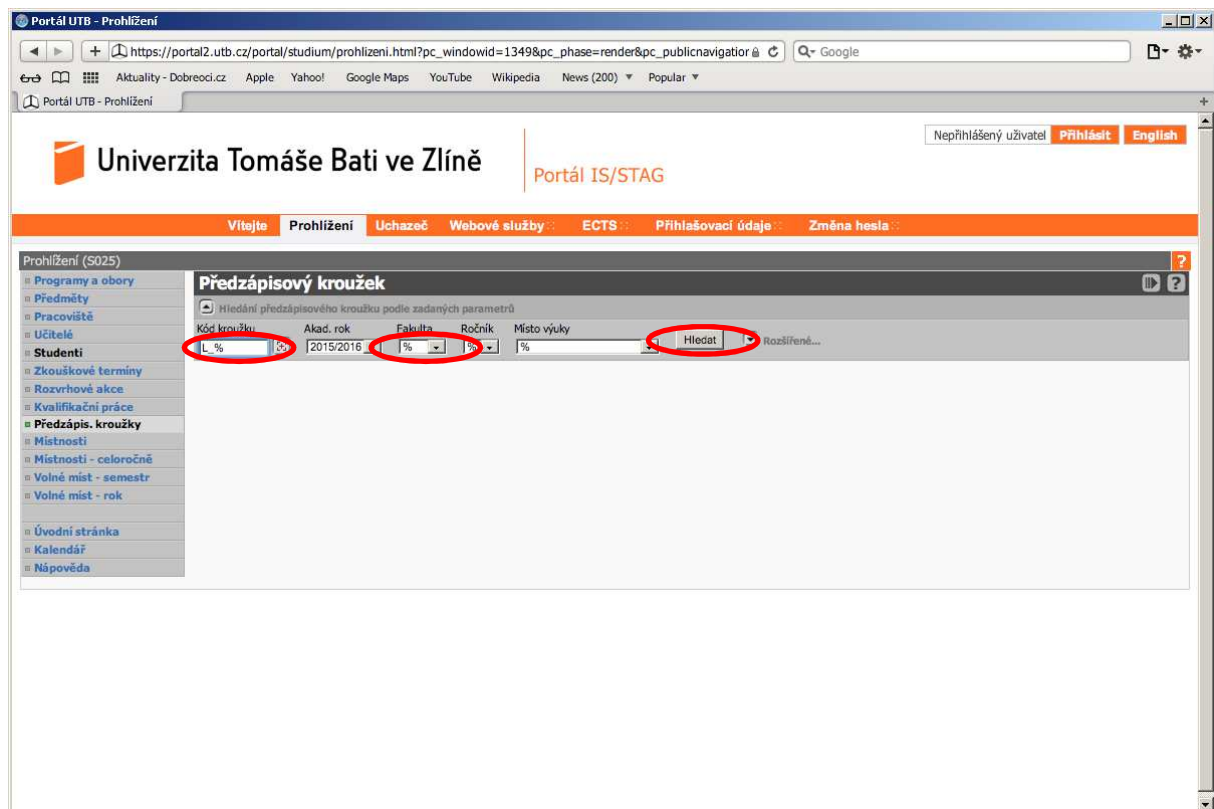 Portál UTB - Prohlížení
https://portal2.utb.cz/portal/studium/prohlizeni.html?pc_windowid=1349&pc_phase=render&pc_publicnavigatior
Q- Google
Aktuality - Dobreoci.cz Apple Yahoo! Google Maps YouTube Wikipedia News (200) ▼ Popular ▼
Portál UTB - Prohlížení
Nepřihlášený uživatel Přihlásit English
Univerzita Tomáše Bati ve Zlíně
Portál IS/STAG
Vítejte Prohlížení Uchazeč Webové služby ECTS Přihlašovací údaje Změna hesla
Prohlížení (S025) ?
Programy a obory
Předměty
Pracoviště
Učitelé
Studenti
Zkouškové termíny
Rozvrhové akce
Kvalifikační práce
Předzápis. kroužky
Místnosti
Místnosti - celoročně
Volné míst - semestr
Volné míst - rok
Úvodní stránka
Kalendář
Nápověda
Předzápisový kroužek ?
Hledání předzápisového kroužku podle zadaných parametrů
Kód kroužku Akad. rok Fakulta Ročník Místo výuky
L_% 2015/2016 % % % Hledat Rozšířené...